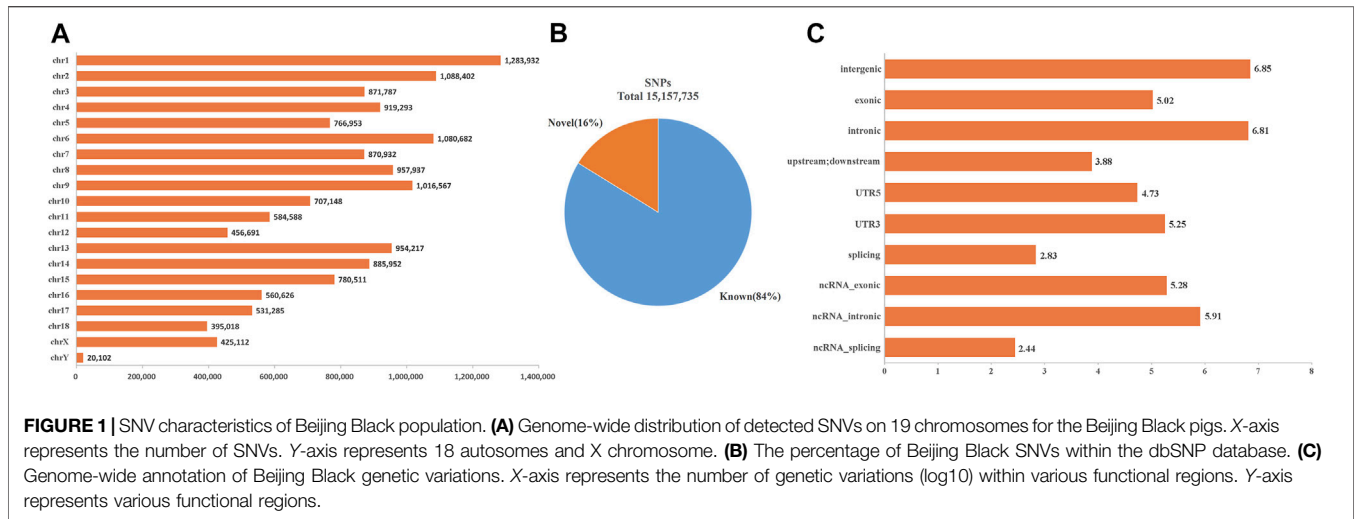 A
chr1 1,283,932
chr2 1,088,402
chr3 871,787
chr4 919,293
chr5 766,953
chr6 1,080,682
chr7 870,932
chr8 957,937
chr9 1,016,567
chr10 707,148
chr11 584,588
chr12 456,691
chr13 954,217
chr14 885,952
chr15 780,511
chr16 560,626
chr17 531,285
chr18 395,018
chrX 425,112
chrY 20,102
0 200,000 400,000 600,000 800,000 1,000,000 1,200,000 1,400,000
B
SNPs
Total 15,157,735
Novel(16%)
Known(84%)
C
intergenic 6.85
exonic 5.02
intronic 6.81
upstream;downstream 3.88
UTR5 4.73
UTR3 5.25
splicing 2.83
ncRNA_exonic 5.28
ncRNA_intronic 5.91
ncRNA_splicing 2.44
0 1 2 3 4 5 6 7 8
FIGURE 1 | SNV characteristics of Beijing Black population. (A) Genome-wide distribution of detected SNVs on 19 chromosomes for the Beijing Black pigs. X-axis
represents the number of SNVs. Y-axis represents 18 autosomes and X chromosome. (B) The percentage of Beijing Black SNVs within the dbSNP database. (C)
Genome-wide annotation of Beijing Black genetic variations. X-axis represents the number of genetic variations (log10) within various functional regions. Y-axis
represents various functional regions.